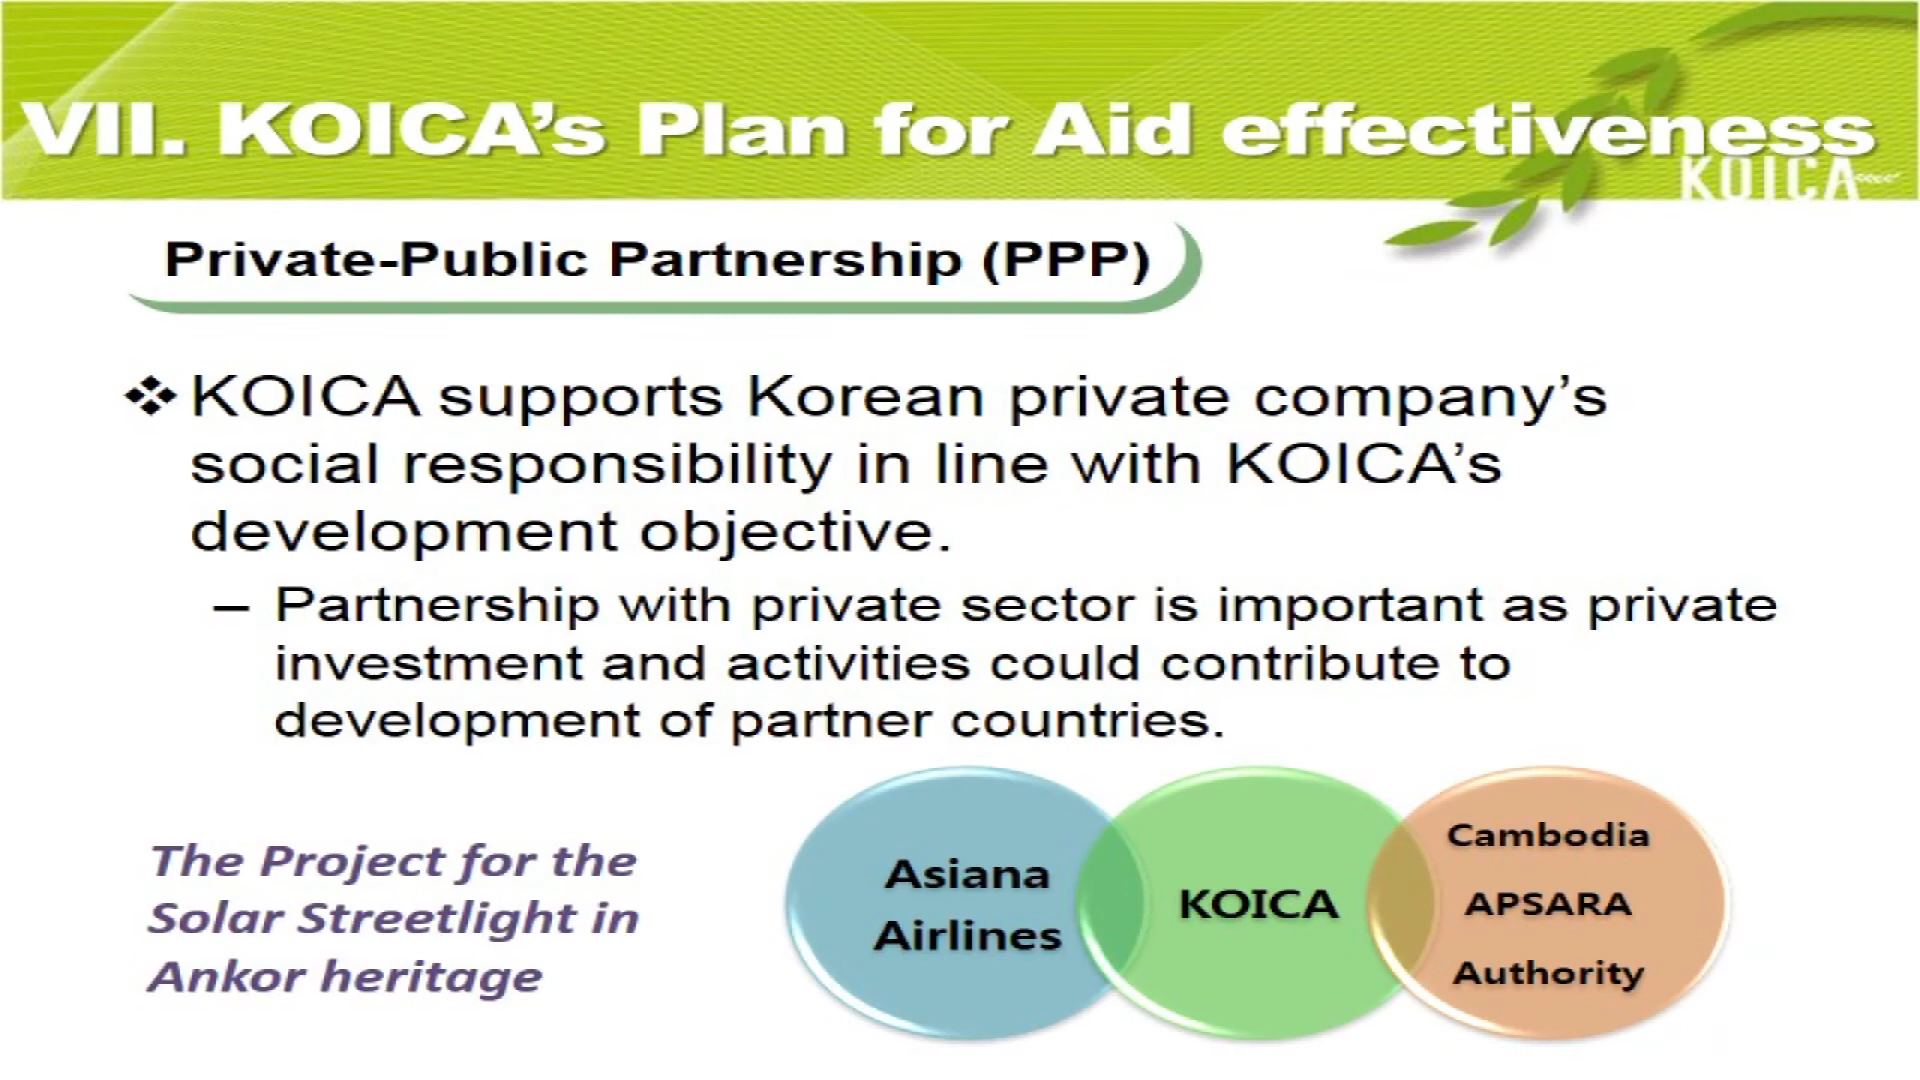 VII. KOICA’s Plan for Aid effectiveness
KOICA
Private-Public Partnership (PPP)
❖ KOICA supports Korean private company’s
social responsibility in line with KOICA’s
development objective.
– Partnership with private sector is important as private
investment and activities could contribute to
development of partner countries.
The Project for the
Solar Streetlight in
Ankor heritage
Asiana
Airlines
KOICA
Cambodia
APSARA
Authority